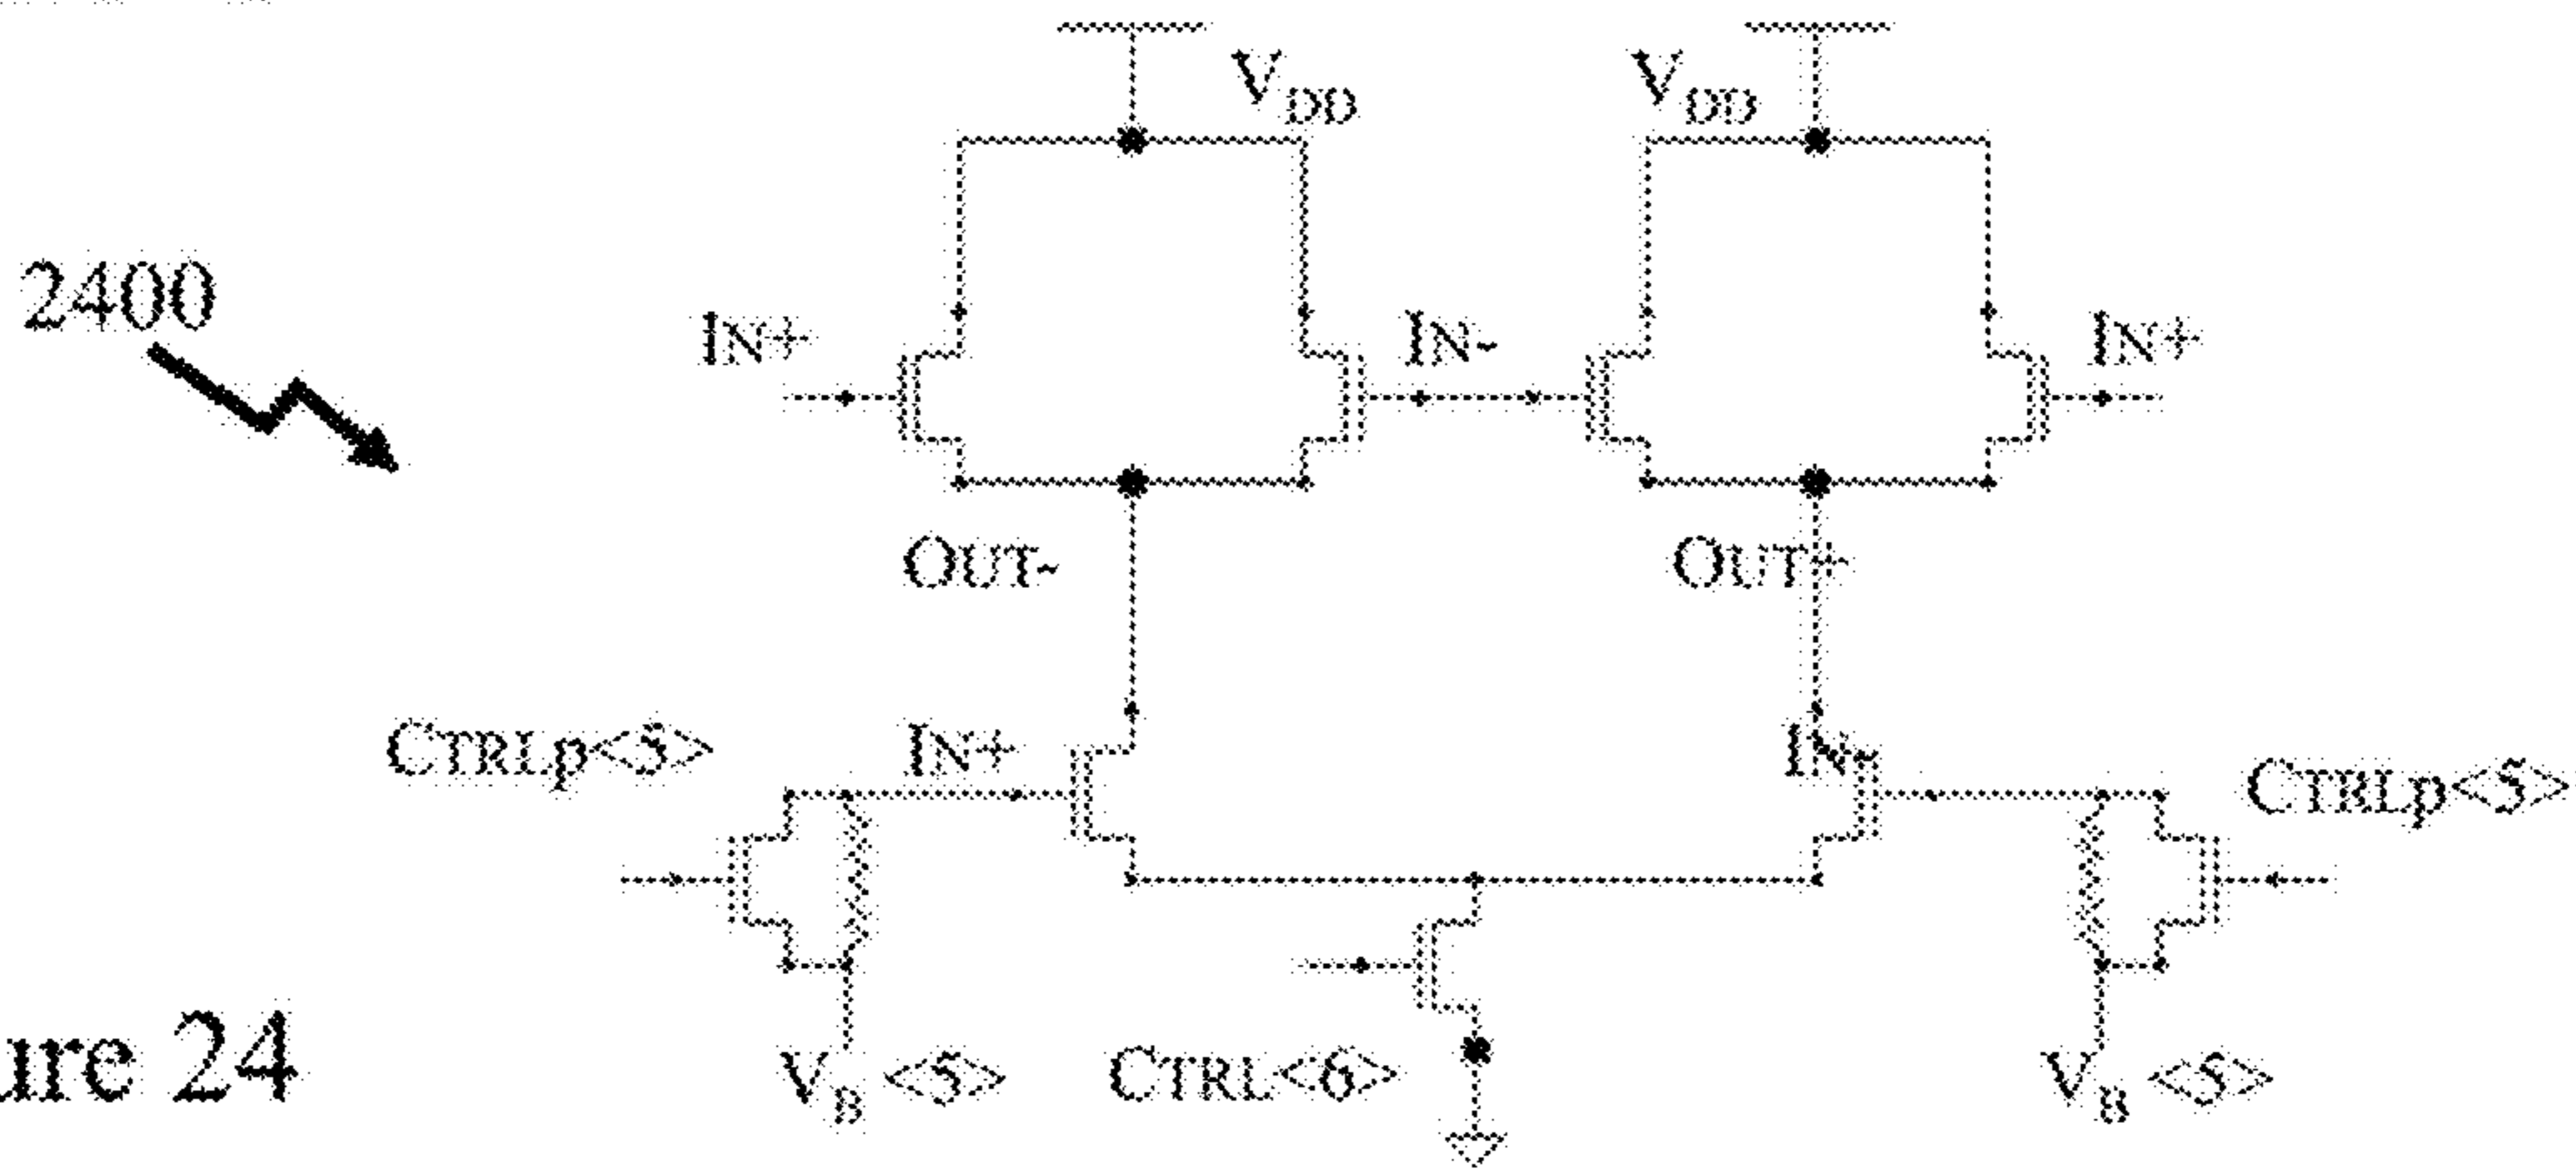 VDD VDD
2400
IN+ IN- IN+
OUT- OUT+
CTRLp<5> IN+ IN- CTRLp<5>
ure 24
VB <5> CTRL<6> VB <5>